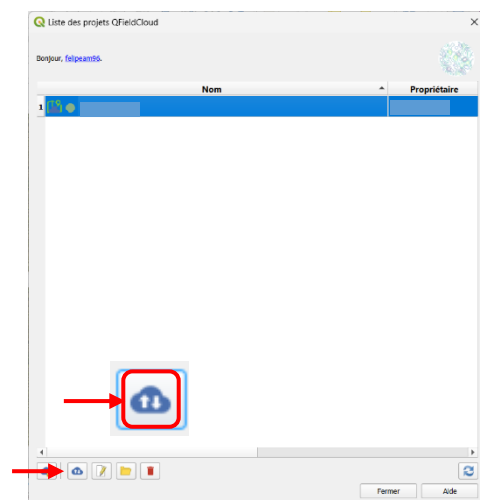 Liste des projets QFieldCloud
Bonjour, felipeam96.
Nom Propriétaire
1
Fermer Aide